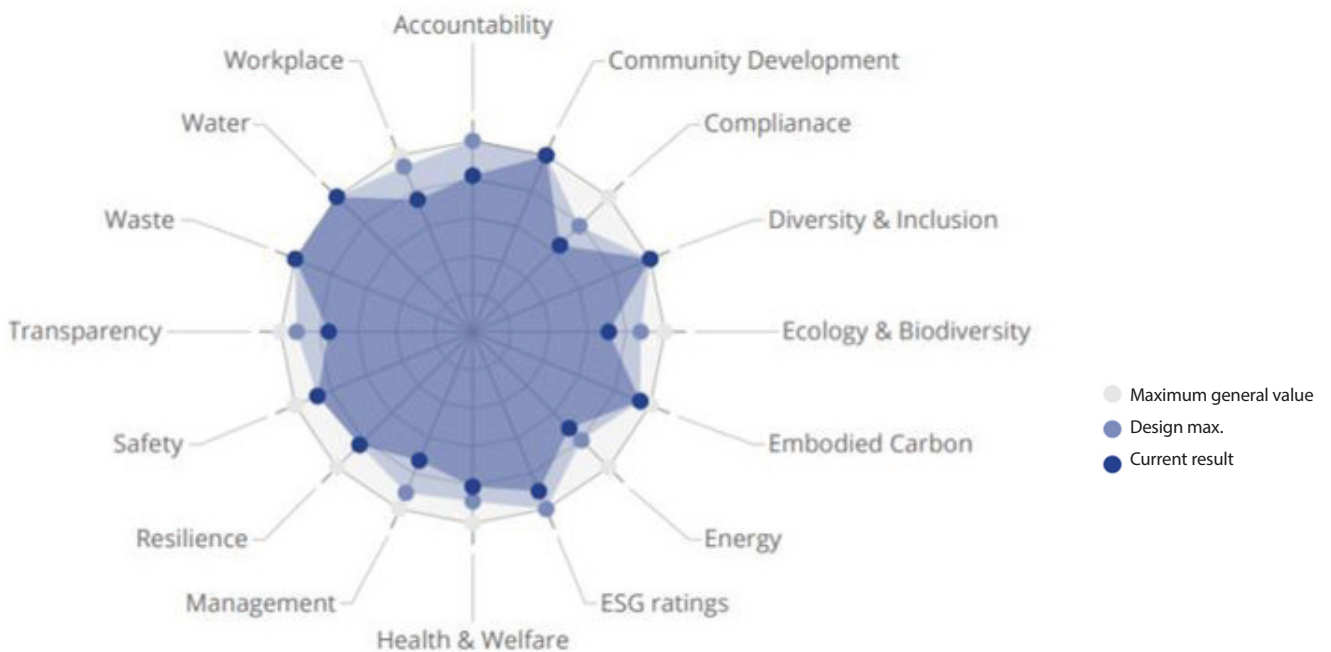 Accountability
Workplace
Community Development
Water
Complianace
Waste
Diversity & Inclusion
Transparency
Ecology & Biodiversity
Safety
Embodied Carbon
Resilience
Energy
Management
ESG ratings
Health & Welfare
Maximum general value
Design max.
Current result